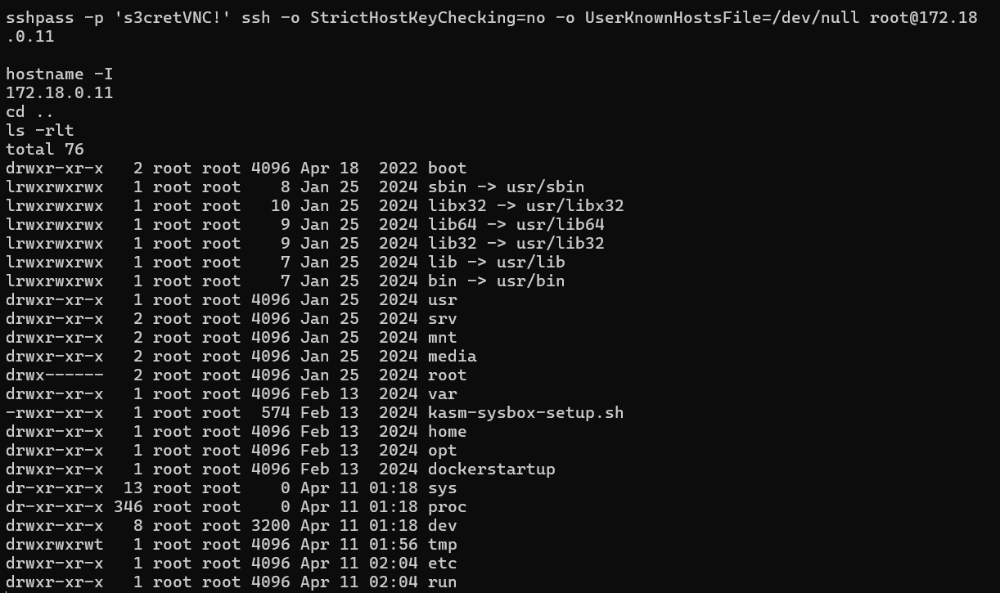 sshpass -p 's3cretVNC!' ssh -o StrictHostKeyChecking=no -o UserKnownHostsFile=/dev/null root@172.18
.0.11

hostname -I
172.18.0.11
cd ..
ls -rlt
total 76
drwxr-xr-x   2 root root 4096 Apr 18  2022 boot
lrwxrwxrwx   1 root root    8 Jan 25  2024 sbin -> usr/sbin
lrwxrwxrwx   1 root root   10 Jan 25  2024 libx32 -> usr/libx32
lrwxrwxrwx   1 root root    9 Jan 25  2024 lib64 -> usr/lib64
lrwxrwxrwx   1 root root    9 Jan 25  2024 lib32 -> usr/lib32
lrwxrwxrwx   1 root root    7 Jan 25  2024 lib -> usr/lib
lrwxrwxrwx   1 root root    7 Jan 25  2024 bin -> usr/bin
drwxr-xr-x   1 root root 4096 Jan 25  2024 usr
drwxr-xr-x   2 root root 4096 Jan 25  2024 srv
drwxr-xr-x   2 root root 4096 Jan 25  2024 mnt
drwxr-xr-x   2 root root 4096 Jan 25  2024 media
drwx------   2 root root 4096 Jan 25  2024 root
drwxr-xr-x   1 root root 4096 Feb 13  2024 var
-rwxr-xr-x   1 root root  574 Feb 13  2024 kasm-sysbox-setup.sh
drwxr-xr-x   1 root root 4096 Feb 13  2024 home
drwxr-xr-x   1 root root 4096 Feb 13  2024 opt
drwxr-xr-x   1 root root 4096 Feb 13  2024 dockerstartup
dr-xr-xr-x  13 root root    0 Apr 11 01:18 sys
dr-xr-xr-x 346 root root    0 Apr 11 01:18 proc
drwxr-xr-x   8 root root 3200 Apr 11 01:18 dev
drwxrwxrwt   1 root root 4096 Apr 11 01:56 tmp
drwxr-xr-x   1 root root 4096 Apr 11 02:04 etc
drwxr-xr-x   1 root root 4096 Apr 11 02:04 run